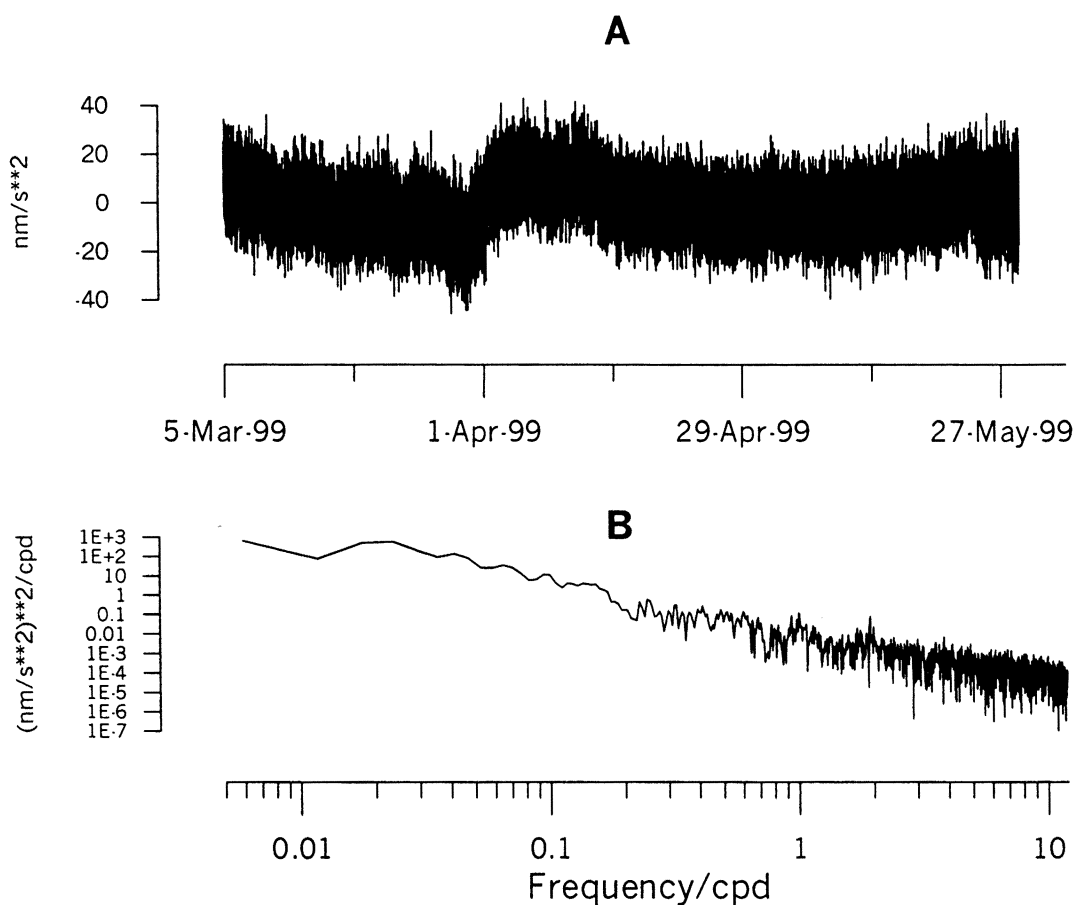 A
nm/s**2
40
20
0
-20
-40
5-Mar-99 1-Apr-99 29-Apr-99 27-May-99
B
(nm/s**2)**2/cpd
1E+3
1E+2
10
1
0.1
0.01
1E-3
1E-4
1E-5
1E-6
1E-7
0.01 0.1 1 10
Frequency/cpd